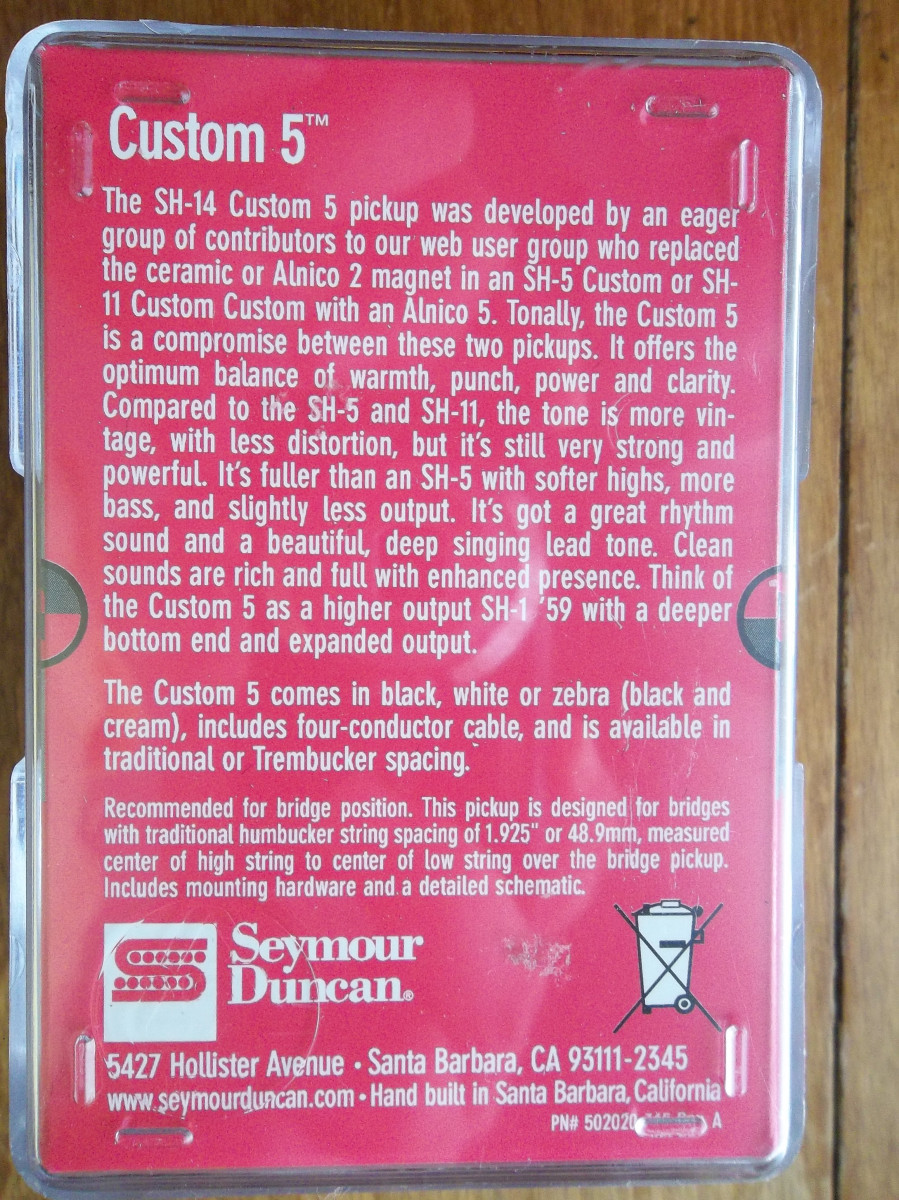 Custom 5™
The SH-14 Custom 5 pickup was developed by an eager
group of contributors to our web user group who replaced
the ceramic or Alnico 2 magnet in an SH-5 Custom or SH-
11 Custom Custom with an Alnico 5. Tonally, the Custom 5
is a compromise between these two pickups. It offers the
optimum balance of warmth, punch, power and clarity.
Compared to the SH-5 and SH-11, the tone is more vin-
tage, with less distortion, but it's still very strong and
powerful. It's fuller than an SH-5 with softer highs, more
bass, and slightly less output. It's got a great rhythm
sound and a beautiful, deep singing lead tone. Clean
sounds are rich and full with enhanced presence. Think of
the Custom 5 as a higher output SH-1 '59 with a deeper
bottom end and expanded output.
The Custom 5 comes in black, white or zebra (black and
cream), includes four-conductor cable, and is available in
traditional or Trembucker spacing.
Recommended for bridge position. This pickup is designed for bridges
with traditional humbucker string spacing of 1.925" or 48.9mm, measured
center of high string to center of low string over the bridge pickup.
Includes mounting hardware and a detailed schematic.
Seymour
Duncan®
5427 Hollister Avenue • Santa Barbara, CA 93111-2345
www.seymourduncan.com • Hand built in Santa Barbara, California
PN# 502020 A